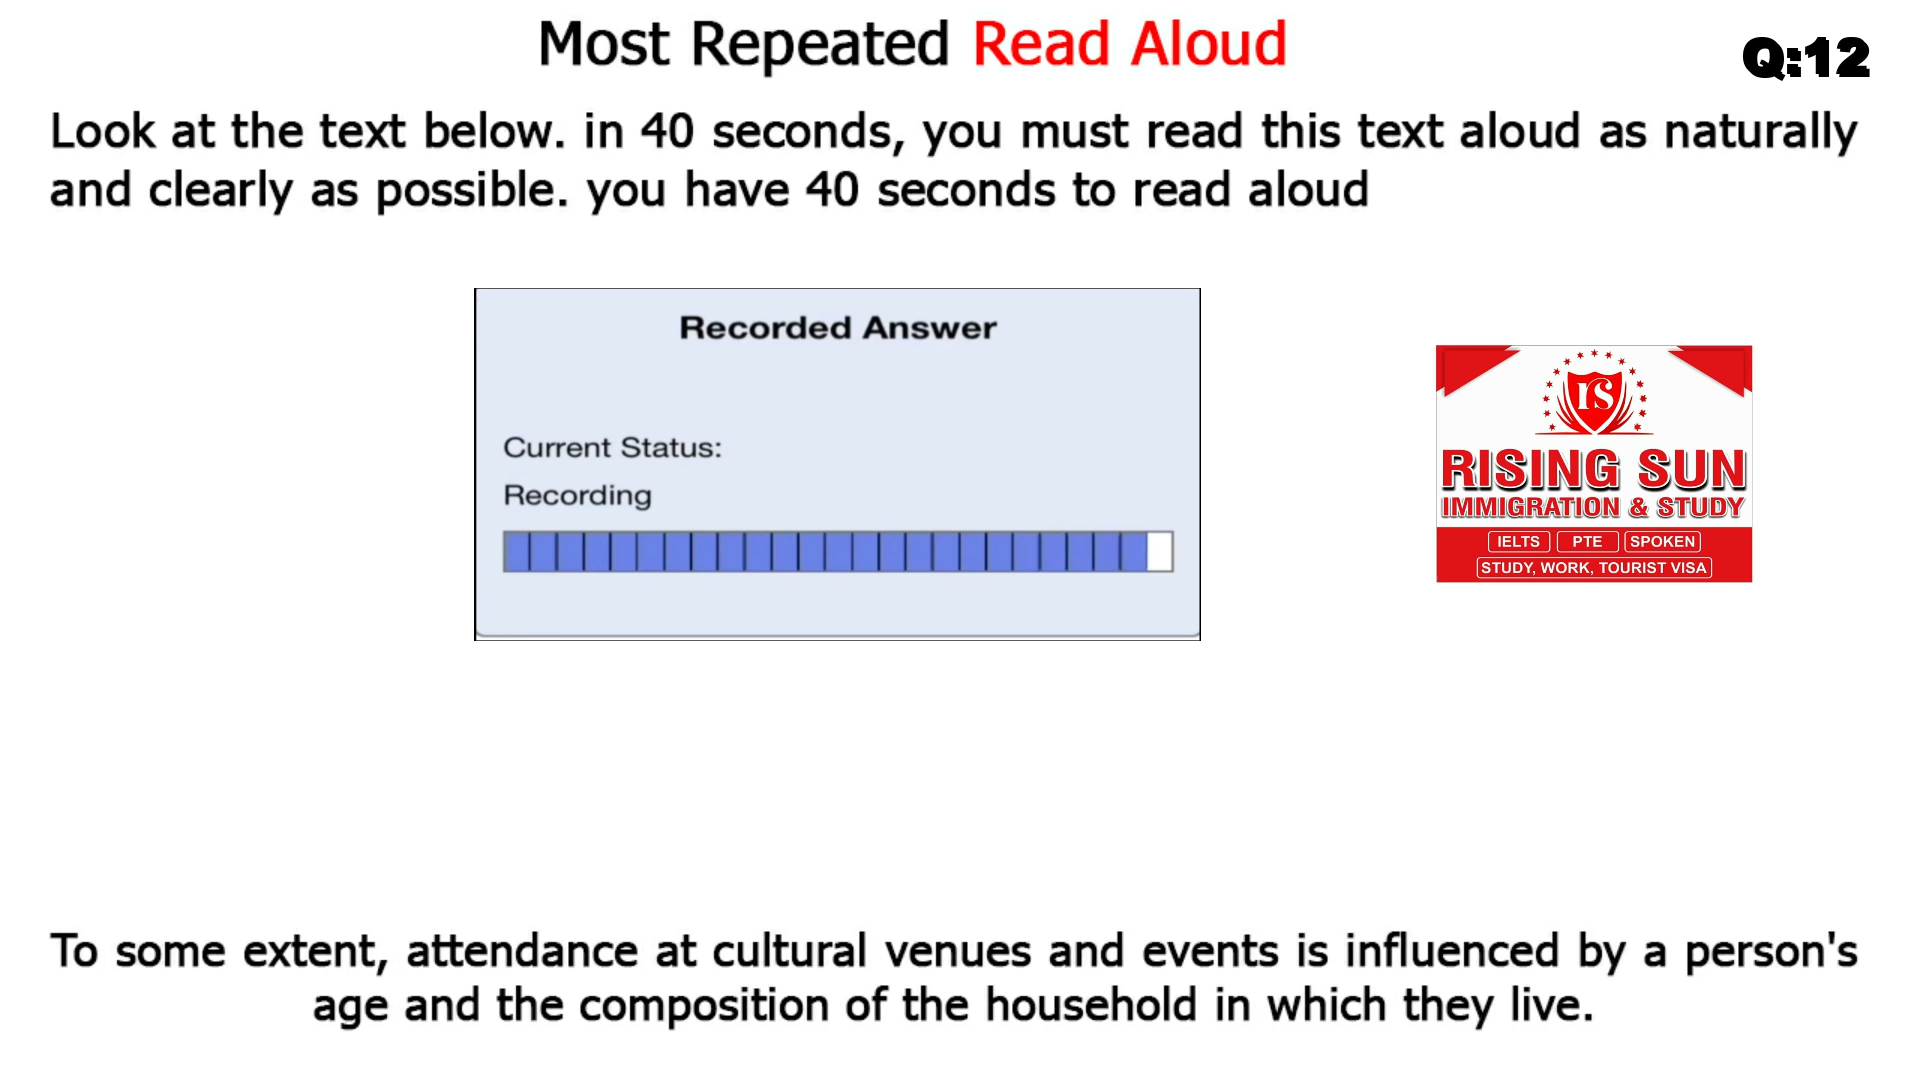 Most Repeated Read Aloud
Q:12
Look at the text below. in 40 seconds, you must read this text aloud as naturally
and clearly as possible. you have 40 seconds to read aloud
Recorded Answer
Current Status:
Recording
rs
RISING SUN
IMMIGRATION & STUDY
IELTS PTE SPOKEN
STUDY, WORK, TOURIST VISA
To some extent, attendance at cultural venues and events is influenced by a person's
age and the composition of the household in which they live.